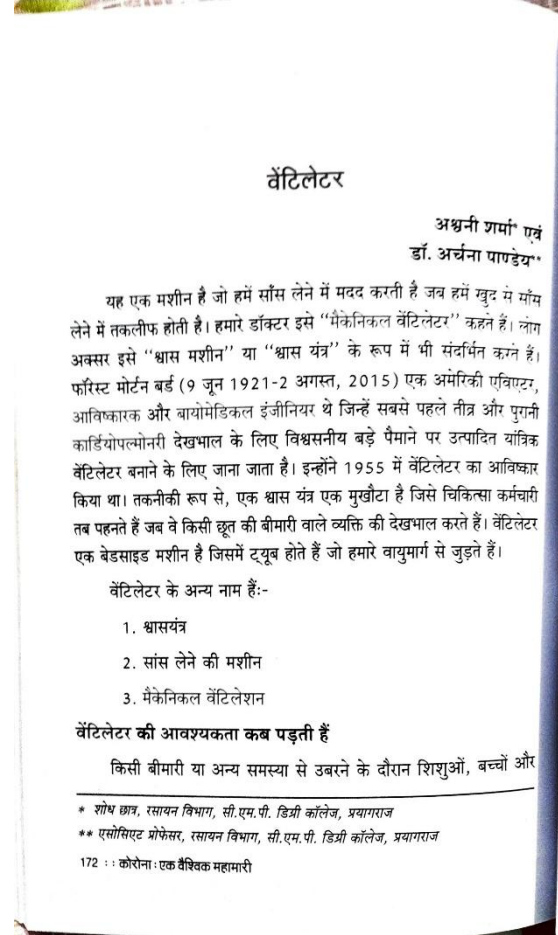 वेंटिलेटर
अश्वनी शर्मा* एवं
डॉ. अर्चना पाण्डेय**
यह एक मशीन है जो हमें साँस लेने में मदद करती है जब हमें खुद से साँस
लेने में तकलीफ होती है। हमारे डॉक्टर इसे ‘‘मैकेनिकल वेंटिलेटर’’ कहते हैं। लोग
अक्सर इसे ‘‘श्वास मशीन’’ या ‘‘श्वास यंत्र’’ के रूप में भी संदर्भित करते हैं।
फॉरेस्ट मोर्टन बर्ड (9 जून 1921-2 अगस्त, 2015) एक अमेरिकी एविएटर,
आविष्कारक और बायोमेडिकल इंजीनियर थे जिन्हें सबसे पहले तीव्र और पुरानी
कार्डियोपल्मोनरी देखभाल के लिए विश्वसनीय बड़े पैमाने पर उत्पादित यांत्रिक
वेंटिलेटर बनाने के लिए जाना जाता है। इन्होंने 1955 में वेंटिलेटर का आविष्कार
किया था। तकनीकी रूप से, एक श्वास यंत्र एक मुखौटा है जिसे चिकित्सा कर्मचारी
तब पहनते हैं जब वे किसी छूत की बीमारी वाले व्यक्ति की देखभाल करते हैं। वेंटिलेटर
एक बेडसाइड मशीन है जिसमें ट्यूब होते हैं जो हमारे वायुमार्ग से जुड़ते हैं।
वेंटिलेटर के अन्य नाम हैं:-
1. श्वासयंत्र
2. सांस लेने की मशीन
3. मैकेनिकल वेंटिलेशन
वेंटिलेटर की आवश्यकता कब पड़ती हैं
किसी बीमारी या अन्य समस्या से उबरने के दौरान शिशुओं, बच्चों और
* शोध छात्र, रसायन विभाग, सी.एम.पी. डिग्री कॉलेज, प्रयागराज
** एसोसिएट प्रोफेसर, रसायन विभाग, सी.एम.पी. डिग्री कॉलेज, प्रयागराज
172 : : कोरोना : एक वैश्विक महामारी